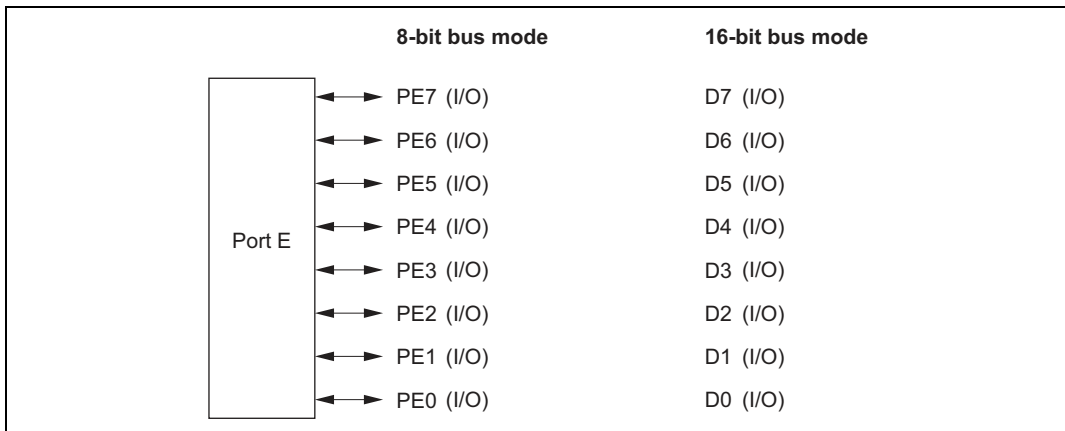 8-bit bus mode 16-bit bus mode
PE7 (I/O) D7 (I/O)
PE6 (I/O) D6 (I/O)
PE5 (I/O) D5 (I/O)
Port E PE4 (I/O) D4 (I/O)
PE3 (I/O) D3 (I/O)
PE2 (I/O) D2 (I/O)
PE1 (I/O) D1 (I/O)
PE0 (I/O) D0 (I/O)